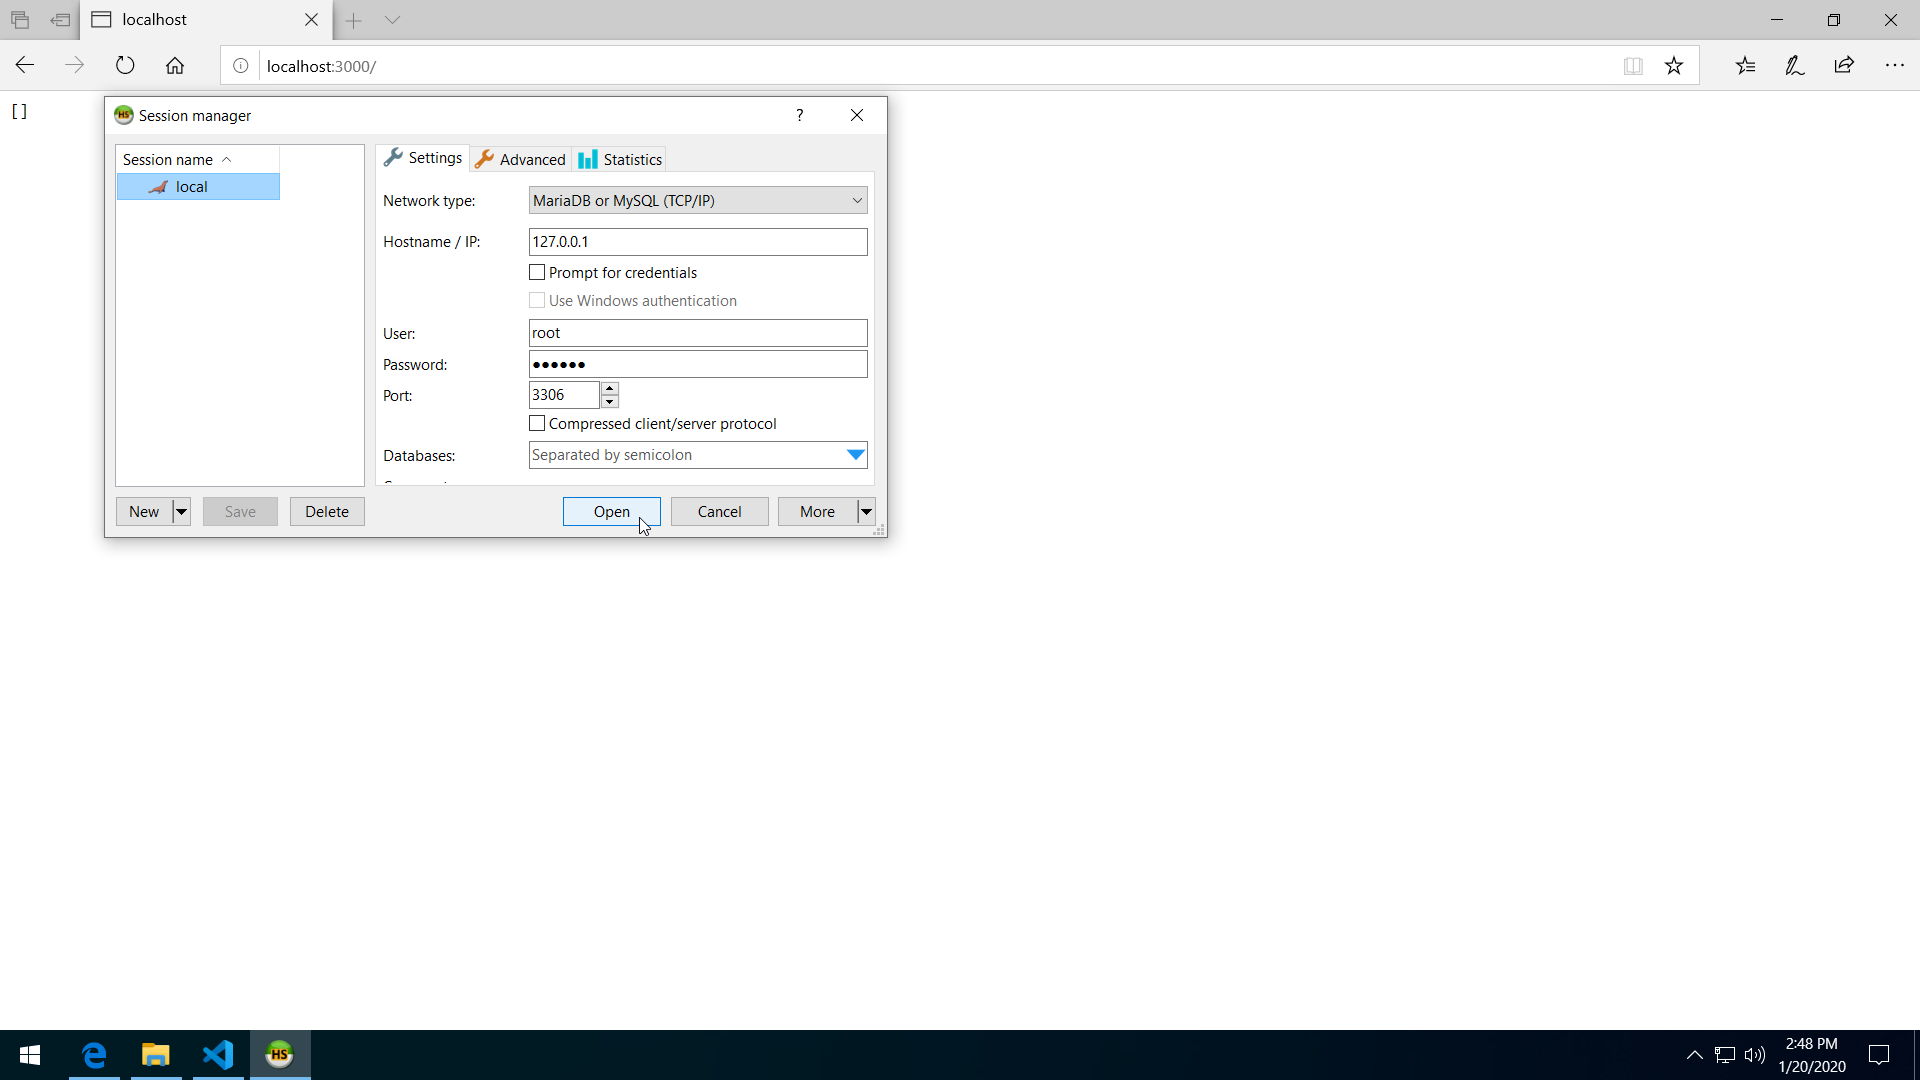 localhost
localhost:3000/
[]
HS Session manager ?
Session name
local
Settings Advanced Statistics
Network type: MariaDB or MySQL (TCP/IP)
Hostname / IP: 127.0.0.1
Prompt for credentials
Use Windows authentication
User: root
Password: ●●●●●●
Port: 3306
Compressed client/server protocol
Databases: Separated by semicolon
New Save Delete Open Cancel More
HS
2:48 PM
1/20/2020